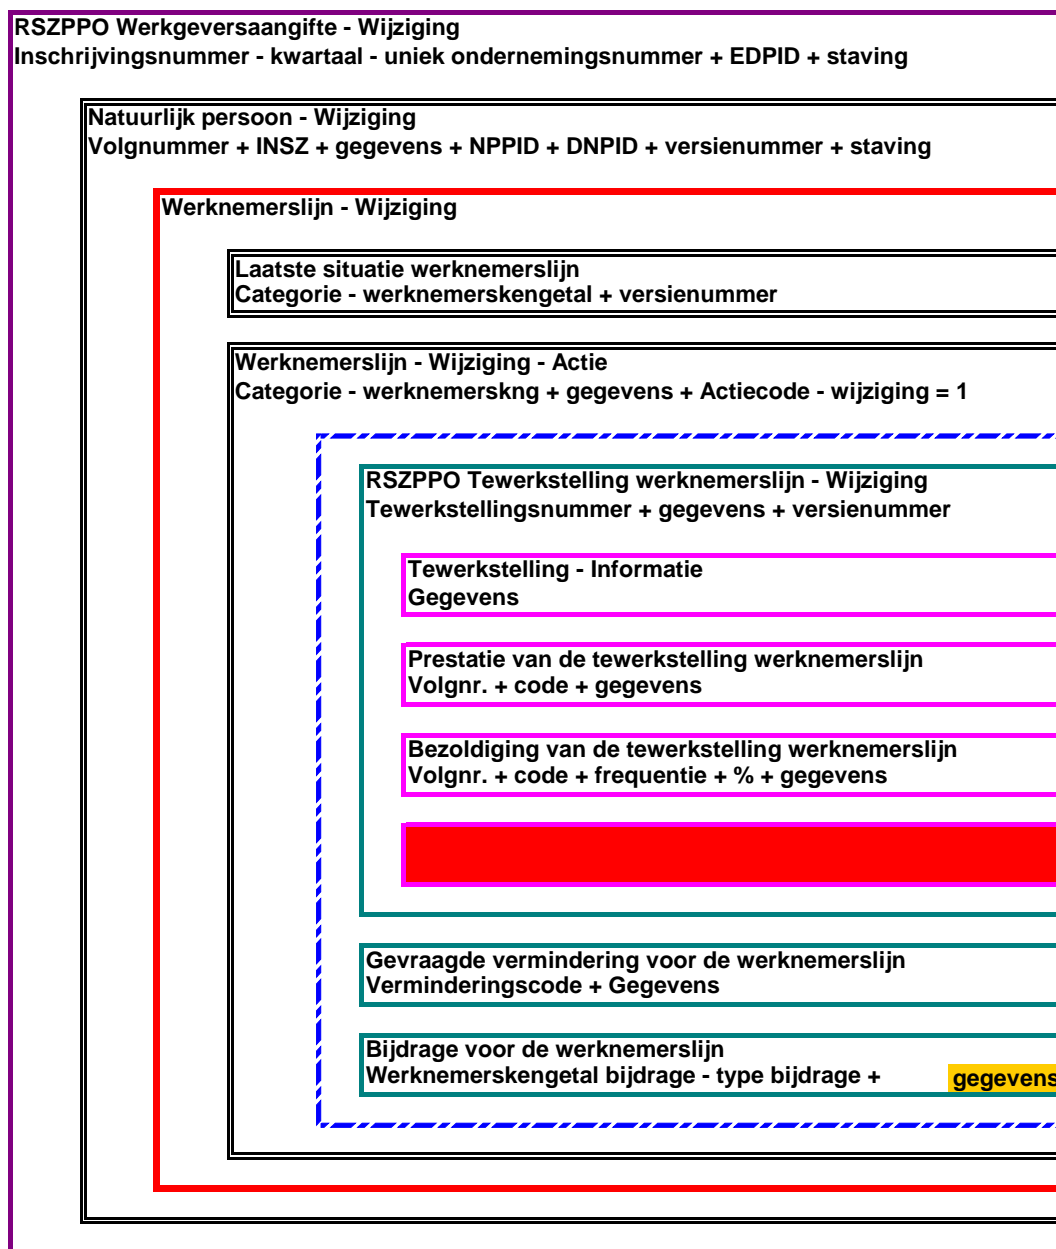 RSZPPO Werkgeversaangifte - Wijziging
Inschrijvingsnummer - kwartaal - uniek ondernemingsnummer + EDPID + staving
Natuurlijk persoon - Wijziging
Volgnummer + INSZ + gegevens + NPPID + DNPID + versienummer + staving
Werknemerslijn - Wijziging
Laatste situatie werknemerslijn
Categorie - werknemerskengetal + versienummer
Werknemerslijn - Wijziging - Actie
Categorie - werknemerskng + gegevens + Actiecode - wijziging = 1
RSZPPO Tewerkstelling werknemerslijn - Wijziging
Tewerkstellingsnummer + gegevens + versienummer
Tewerkstelling - Informatie
Gegevens
Prestatie van de tewerkstelling werknemerslijn
Volgnr. + code + gegevens
Bezoldiging van de tewerkstelling werknemerslijn
Volgnr. + code + frequentie + % + gegevens
Gevraagde vermindering voor de werknemerslijn
Verminderingscode + Gegevens
Bijdrage voor de werknemerslijn
Werknemerskengetal bijdrage - type bijdrage + gegevens